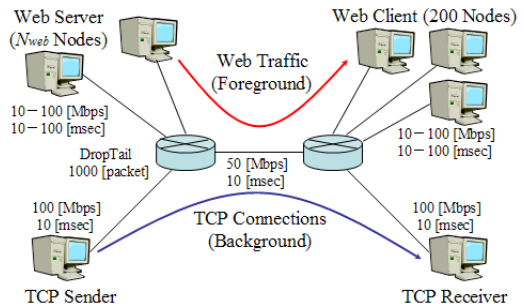 Web Server
(Nweb Nodes)
Web Client (200 Nodes)
Web Traffic
(Foreground)
10－100 [Mbps]
10－100 [msec]
10－100 [Mbps]
10－100 [msec]
DropTail
1000 [packet]
50 [Mbps]
10 [msec]
100 [Mbps]
10 [msec]
TCP Connections
(Background)
100 [Mbps]
10 [msec]
TCP Sender
TCP Receiver